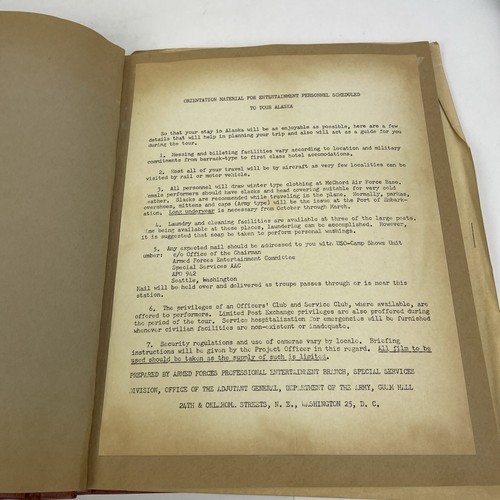 ORIENTATION MATERIAL FOR ENTERTAINMENT PERSONNEL SCHEDULED
TO TOUR ALASKA
So that your stay in Alaska will be as enjoyable as possible, here are a few
details that will help in planning your trip and also will act as a guide for you
during the tour.
1. Messing and billeting facilities vary according to location and military
commitments from barrack-type to first class hotel accomodations.
2. Most all of your travel will be by aircraft as very few localities can be
visited by rail or motor vehicle.
3. All personnel will draw winter type clothing at McChord Air Force Base.
Female performers should have slacks and head covering suitable for very cold
weather. Slacks are recommended while traveling in the plane. Normally, parkas,
overshoes, mittens and caps (Army type) will be the issue at the Port of Embark-
ation. Long underwear is necessary from October through March.
4. Laundry and cleaning facilities are available at three of the large posts.
Time being available at these places, laundering can be accomplished. However,
it is suggested that soap be taken to perform personal washings.
5. Any expected mail should be addressed to you with USO-Camp Shows Unit
Number: c/o Office of the Chairman
Armed Forces Entertainment Committee
Special Services AAC
APO 942
Seattle, Washington
Mail will be held over and delivered as troupe passes through or is near this
station.
6. The privileges of an Officers' Club and Service Club, where available, are
offered to performers. Limited Post Exchange privileges are also proffered during
the period of the tour. Service hospitalization for emergencies will be furnished
whenever civilian facilities are non-existent or inadequate.
7. Security regulations and use of cameras vary by locale. Briefing
instructions will be given by the Project Officer in this regard. All film to be
used should be taken as the supply of such is limited.
PREPARED BY ARMED FORCES PROFESSIONAL ENTERTAINMENT BRANCH, SPECIAL SERVICES
DIVISION, OFFICE OF THE ADJUTANT GENERAL, DEPARTMENT OF THE ARMY, HALL
24TH & OKLAHOMA STREETS, N. E., WASHINGTON 25, D. C.